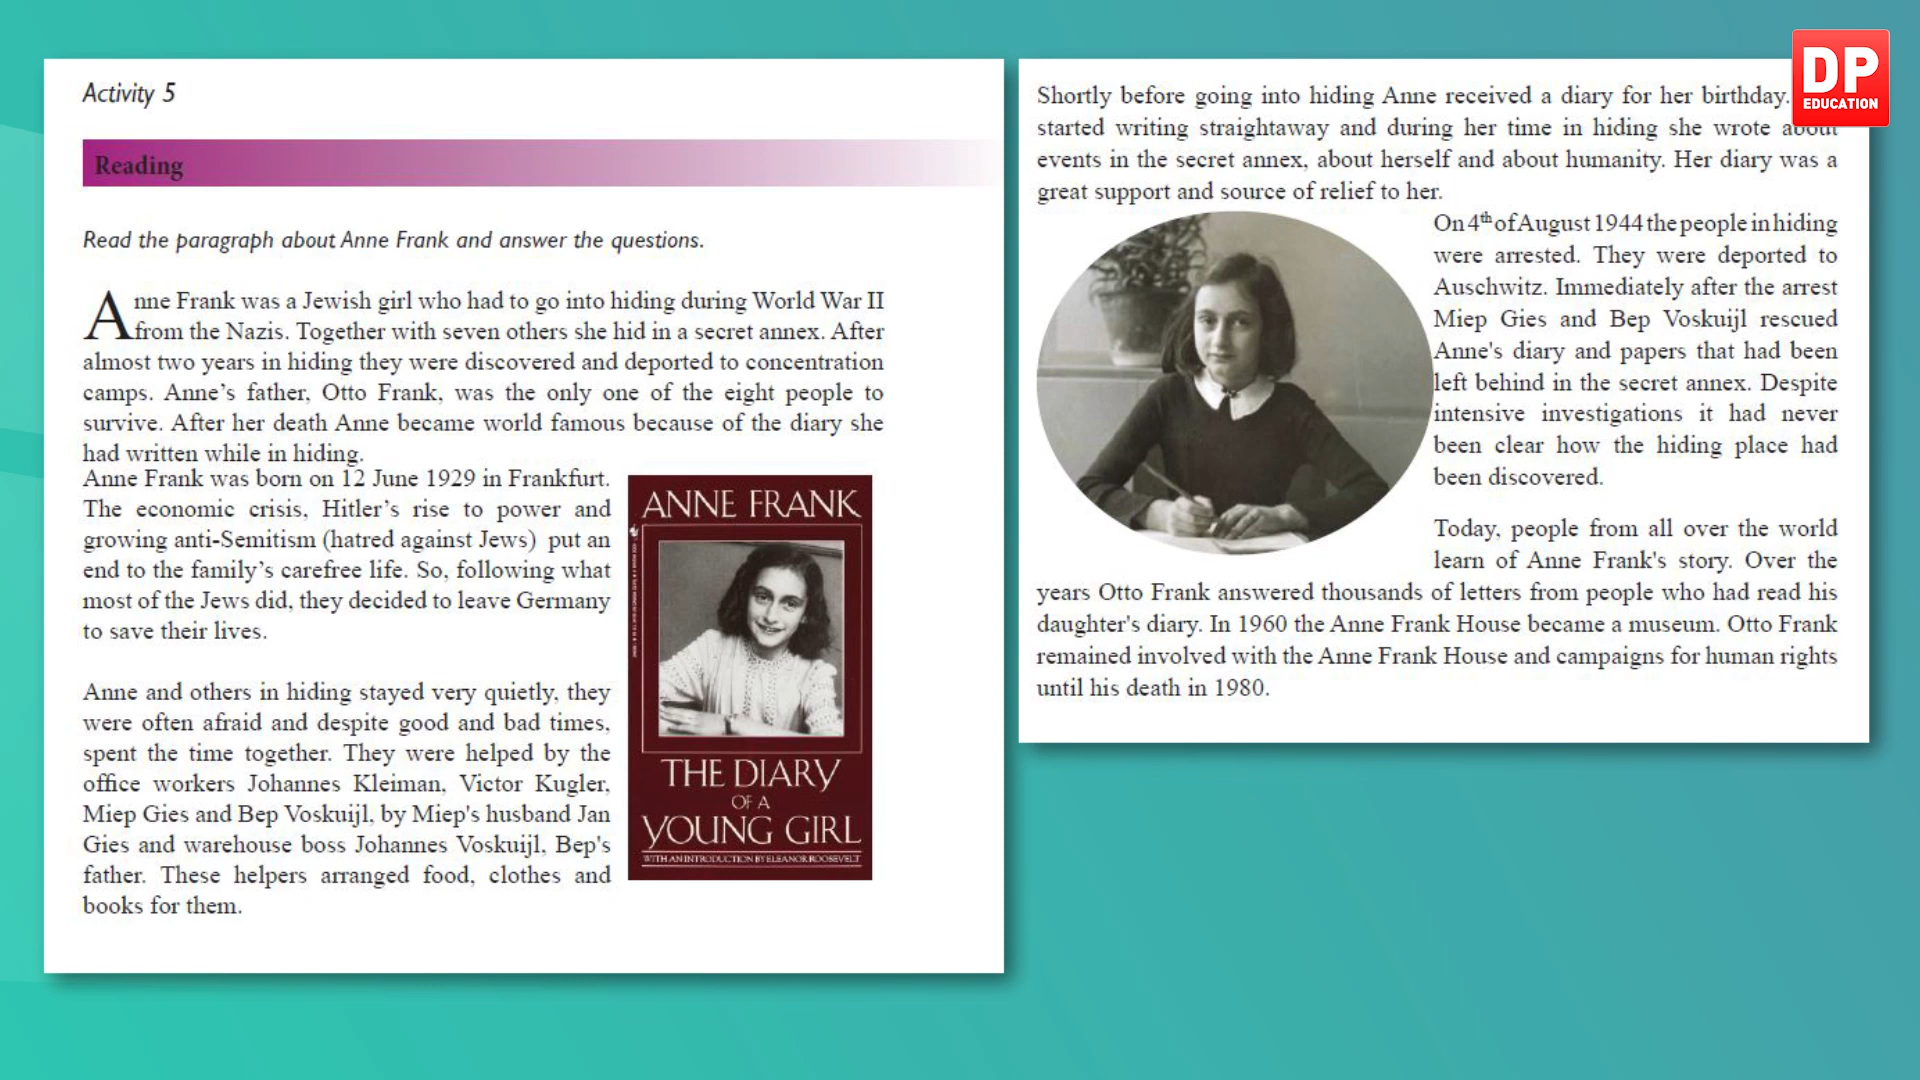 Activity 5
Reading
Read the paragraph about Anne Frank and answer the questions.
Anne Frank was a Jewish girl who had to go into hiding during World War II
from the Nazis. Together with seven others she hid in a secret annex. After
almost two years in hiding they were discovered and deported to concentration
camps. Anne’s father, Otto Frank, was the only one of the eight people to
survive. After her death Anne became world famous because of the diary she
had written while in hiding.
Anne Frank was born on 12 June 1929 in Frankfurt.
The economic crisis, Hitler’s rise to power and
growing anti-Semitism (hatred against Jews) put an
end to the family’s carefree life. So, following what
most of the Jews did, they decided to leave Germany
to save their lives.
Anne and others in hiding stayed very quietly, they
were often afraid and despite good and bad times,
spent the time together. They were helped by the
office workers Johannes Kleiman, Victor Kugler,
Miep Gies and Bep Voskuijl, by Miep's husband Jan
Gies and warehouse boss Johannes Voskuijl, Bep's
father. These helpers arranged food, clothes and
books for them.
ANNE FRANK
THE DIARY
OF A
YOUNG GIRL
WITH AN INTRODUCTION BY ELEANOR ROOSEVELT
Shortly before going into hiding Anne received a diary for her birthday.
started writing straightaway and during her time in hiding she wrote about
events in the secret annex, about herself and about humanity. Her diary was a
great support and source of relief to her.
On 4th of August 1944 the people in hiding
were arrested. They were deported to
Auschwitz. Immediately after the arrest
Miep Gies and Bep Voskuijl rescued
Anne's diary and papers that had been
left behind in the secret annex. Despite
intensive investigations it had never
been clear how the hiding place had
been discovered.
Today, people from all over the world
learn of Anne Frank's story. Over the
years Otto Frank answered thousands of letters from people who had read his
daughter's diary. In 1960 the Anne Frank House became a museum. Otto Frank
remained involved with the Anne Frank House and campaigns for human rights
until his death in 1980.
DP
EDUCATION